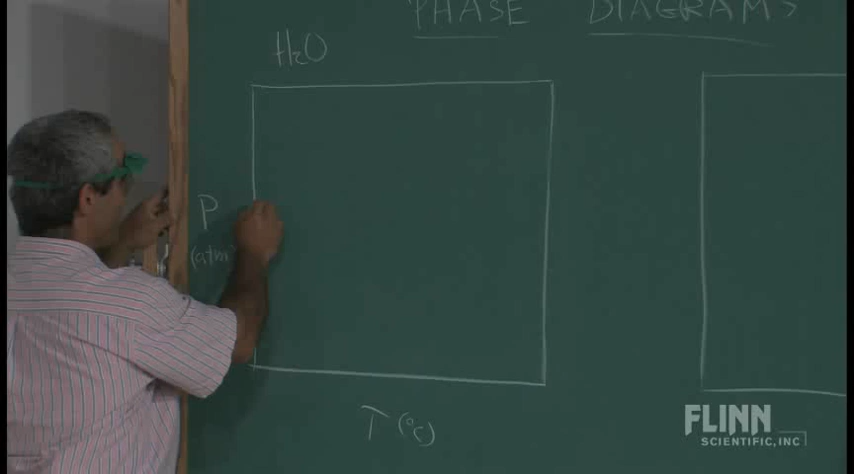 PHASE DIAGRAMS
H2O
P
(atm)
T (°C)
FLINN
SCIENTIFIC, INC